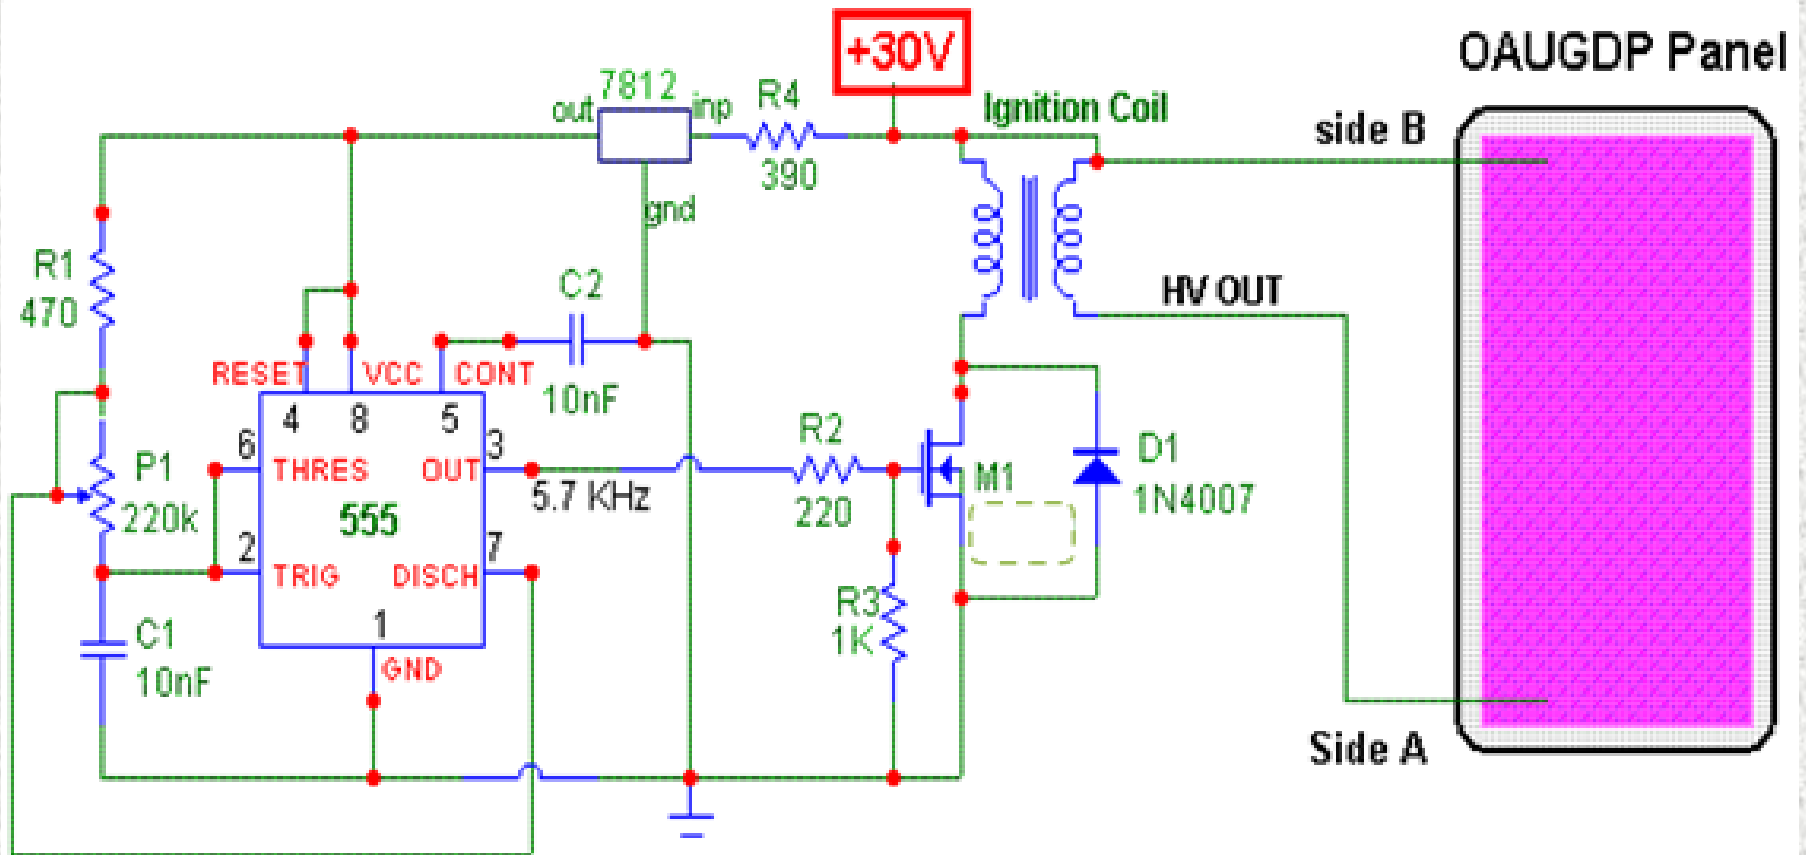 +30V
OAUGDP Panel
7812
out
inp
R4
390
Ignition Coil
side B
gnd
R1
470
C2
10nF
HV OUT
RESET
VCC
CONT
4
8
5
6
3
THRES
OUT
P1
220k
555
5.7 KHz
R2
220
M1
D1
1N4007
2
7
TRIG
DISCH
R3
1K
1
C1
10nF
GND
Side A